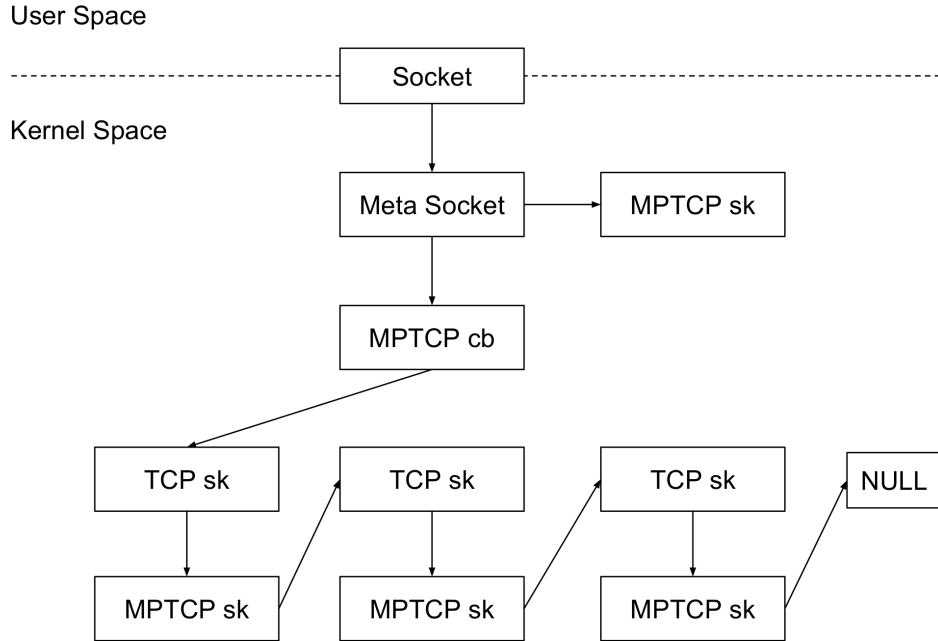 User Space
Socket
Kernel Space
Meta Socket
MPTCP sk
MPTCP cb
TCP sk
TCP sk
TCP sk
NULL
MPTCP sk
MPTCP sk
MPTCP sk